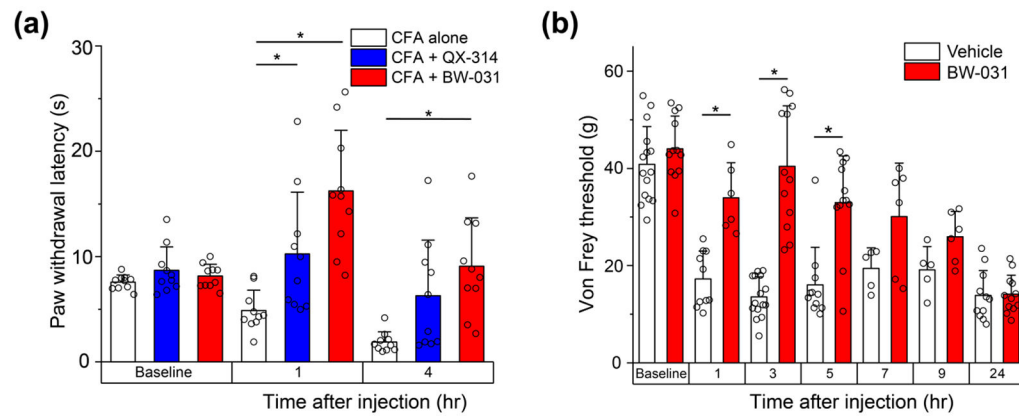 (a)
*
*
CFA alone
CFA + QX-314
CFA + BW-031
*
Paw withdrawal latency (s)
30
20
10
0
Baseline 1 4
Time after injection (hr)
(b)
Vehicle
BW-031
*
*
*
Von Frey threshold (g)
60
40
20
0
Baseline 1 3 5 7 9 24
Time after injection (hr)